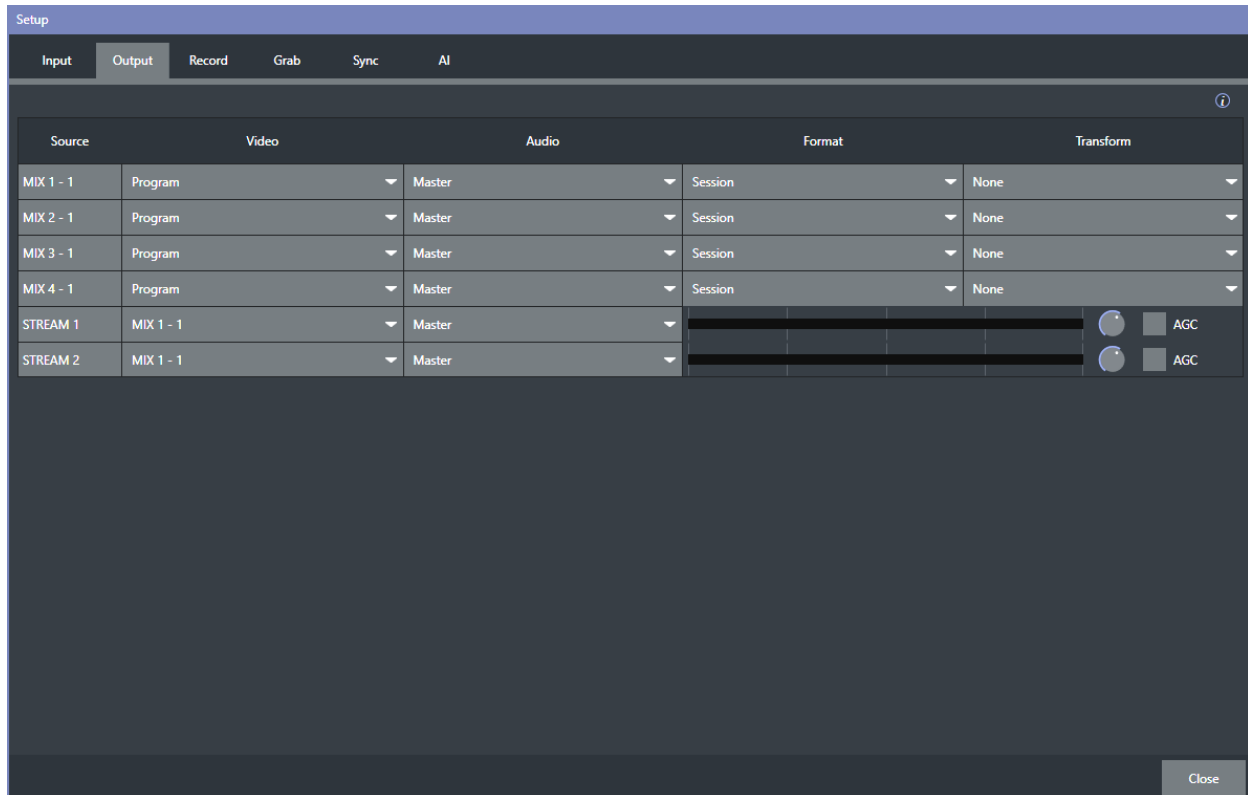 Setup
Input Output Record Grab Sync AI
Source Video Audio Format Transform
MIX 1 - 1 Program Master Session None
MIX 2 - 1 Program Master Session None
MIX 3 - 1 Program Master Session None
MIX 4 - 1 Program Master Session None
STREAM 1 MIX 1 - 1 Master AGC
STREAM 2 MIX 1 - 1 Master AGC
Close